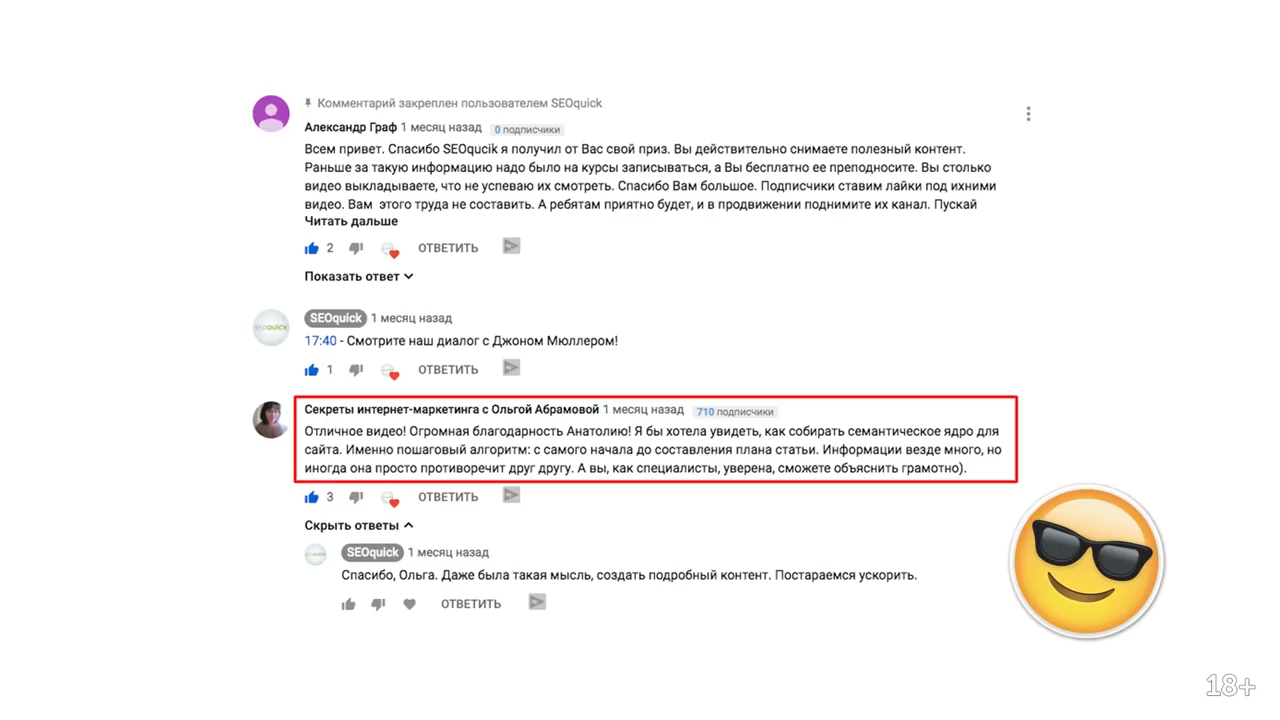 Комментарий закреплен пользователем SEOquick
Александр Граф 1 месяц назад 0 подписчики
Всем привет. Спасибо SEOqucik я получил от Вас свой приз. Вы действительно снимаете полезный контент.
Раньше за такую информацию надо было на курсы записываться, а Вы бесплатно ее преподносите. Вы столько
видео выкладываете, что не успеваю их смотреть. Спасибо Вам большое. Подписчики ставим лайки под ихними
видео. Вам этого труда не составить. А ребятам приятно будет, и в продвижении поднимите их канал. Пускай
Читать дальше
2 ОТВЕТИТЬ
Показать ответ
SEOquick 1 месяц назад
17:40 - Смотрите наш диалог с Джоном Мюллером!
1 ОТВЕТИТЬ
Секреты интернет-маркетинга с Ольгой Абрамовой 1 месяц назад 710 подписчики
Отличное видео! Огромная благодарность Анатолию! Я бы хотела увидеть, как собирать семантическое ядро для
сайта. Именно пошаговый алгоритм: с самого начала до составления плана статьи. Информации везде много, но
иногда она просто противоречит друг другу. А вы, как специалисты, уверена, сможете объяснить грамотно).
3 ОТВЕТИТЬ
Скрыть ответы
SEOquick 1 месяц назад
Спасибо, Ольга. Даже была такая мысль, создать подробный контент. Постараемся ускорить.
ОТВЕТИТЬ
18+